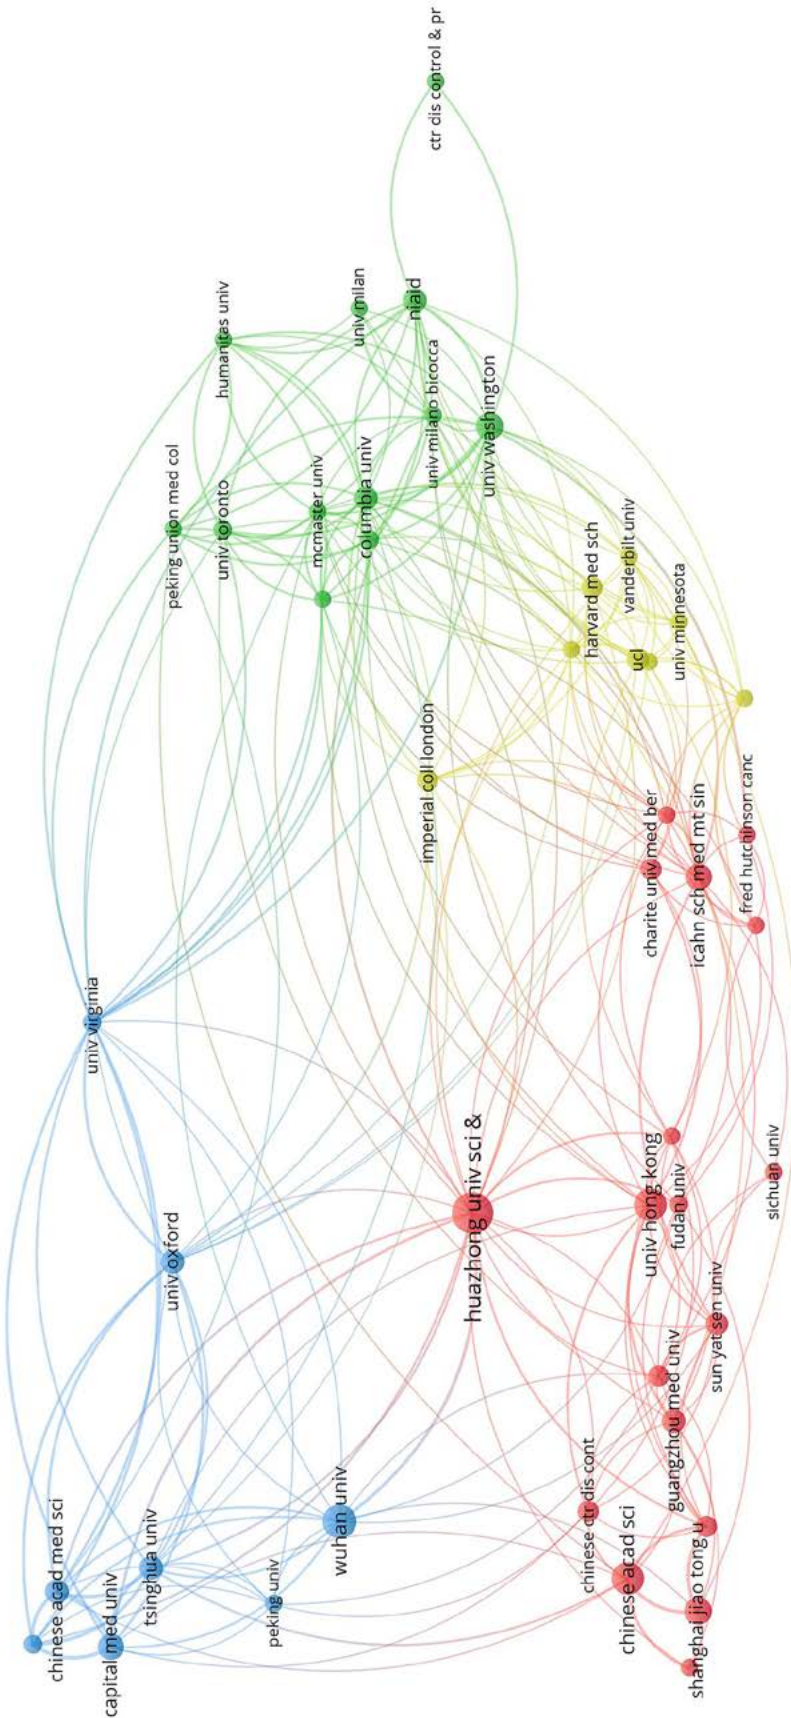 chinese acad med sci
capital med univ
tsinghua univ
peking univ
wuhan univ
univ oxford
univ virginia
peking union med col
univ toronto
humanitas univ
mcmaster univ
columbia univ
univ milan
niaid
univ milano bicocca
univ washington
ctr dis control & pr
imperial coll london
harvard med sch
vanderbilt univ
ucl
univ minnesota
charite univ med ber
icahn sch med mt sin
fred hutchinson canc
huazhong univ sci &
univ hong kong
fudan univ
sichuan univ
sun yat sen univ
guangzhou med univ
chinese ctr dis cont
chinese acad sci
shanghai jiao tong u